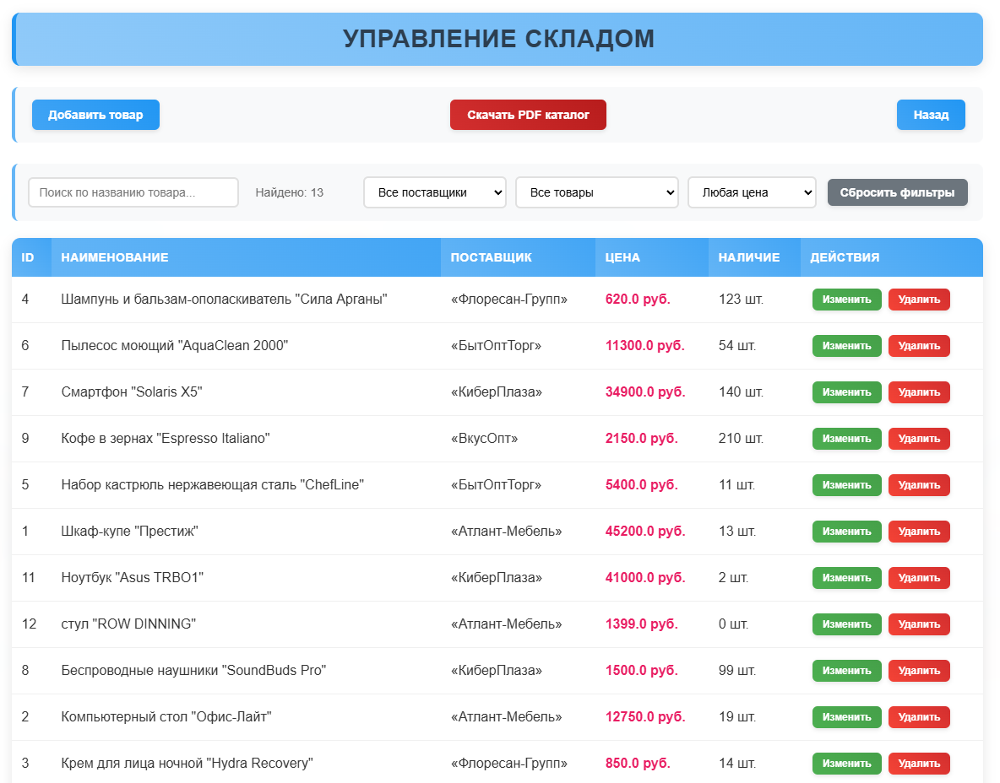 УПРАВЛЕНИЕ СКЛАДОМ
Добавить товар Скачать PDF каталог Назад
Поиск по названию товара... Найдено: 13 Все поставщики Все товары Любая цена Сбросить фильтры
ID НАИМЕНОВАНИЕ ПОСТАВЩИК ЦЕНА НАЛИЧИЕ ДЕЙСТВИЯ
4 Шампунь и бальзам-ополаскиватель "Сила Арганы" «Флоресан-Групп» 620.0 руб. 123 шт. Изменить Удалить
6 Пылесос моющий "AquaClean 2000" «БытОптТорг» 11300.0 руб. 54 шт. Изменить Удалить
7 Смартфон "Solaris X5" «КиберПлаза» 34900.0 руб. 140 шт. Изменить Удалить
9 Кофе в зернах "Espresso Italiano" «ВкусОпт» 2150.0 руб. 210 шт. Изменить Удалить
5 Набор кастрюль нержавеющая сталь "ChefLine" «БытОптТорг» 5400.0 руб. 11 шт. Изменить Удалить
1 Шкаф-купе "Престиж" «Атлант-Мебель» 45200.0 руб. 13 шт. Изменить Удалить
11 Ноутбук "Asus TRBO1" «КиберПлаза» 41000.0 руб. 2 шт. Изменить Удалить
12 стул "ROW DINNING" «Атлант-Мебель» 1399.0 руб. 0 шт. Изменить Удалить
8 Беспроводные наушники "SoundBuds Pro" «КиберПлаза» 1500.0 руб. 99 шт. Изменить Удалить
2 Компьютерный стол "Офис-Лайт" «Атлант-Мебель» 12750.0 руб. 19 шт. Изменить Удалить
3 Крем для лица ночной "Hydra Recovery" «Флоресан-Групп» 850.0 руб. 14 шт. Изменить Удалить